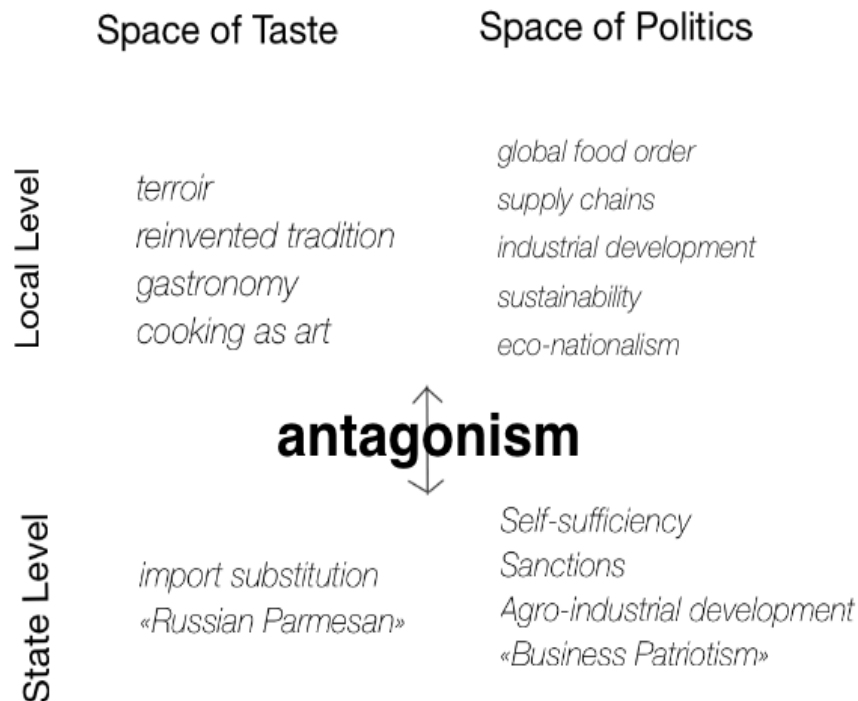 Space of Taste
Space of Politics
Local Level
terroir
reinvented tradition
gastronomy
cooking as art
global food order
supply chains
industrial development
sustainability
eco-nationalism
antagonism
State Level
import substitution
«Russian Parmesan»
Self-sufficiency
Sanctions
Agro-industrial development
«Business Patriotism»